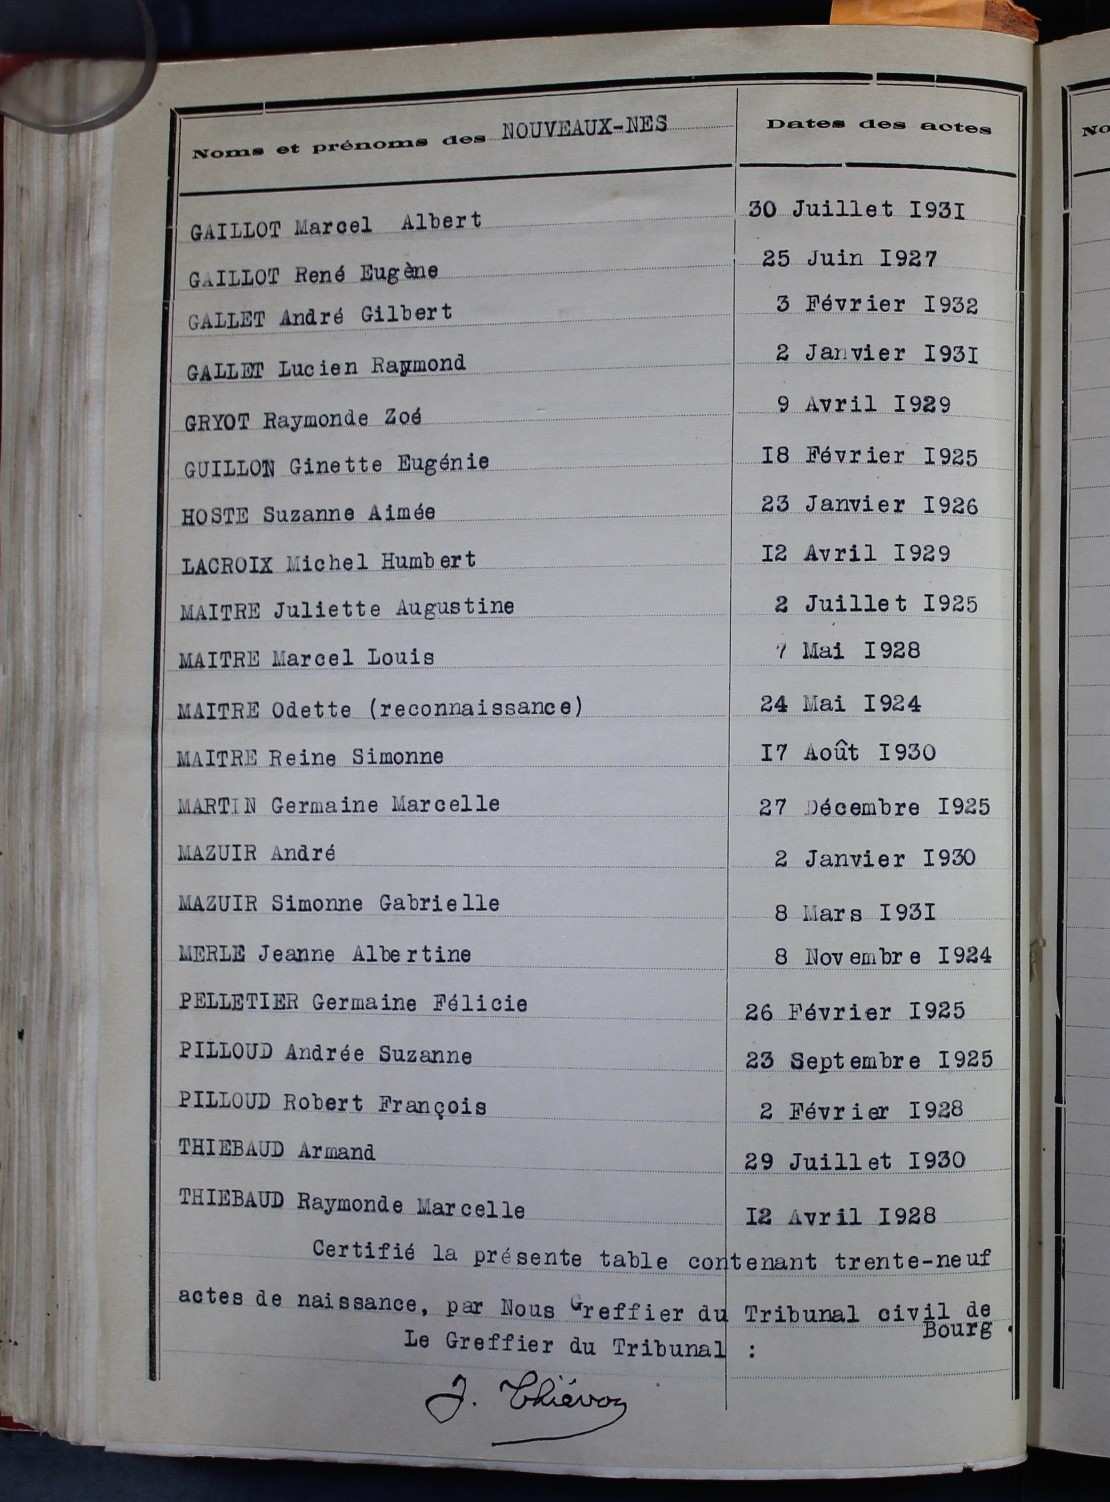 Noms et prénoms des NOUVEAUX-NES Dates des actes
GAILLOT Marcel Albert 30 Juillet I93I
GAILLOT René Eugène 25 Juin I927
GALLET André Gilbert 3 Février I932
GALLET Lucien Raymond 2 Janvier I93I
GRYOT Raymonde Zoé 9 Avril I929
GUILLON Ginette Eugénie I8 Février I925
HOSTE Suzanne Aimée 23 Janvier I926
LACROIX Michel Humbert I2 Avril I929
MAITRE Juliette Augustine 2 Juillet I925
MAITRE Marcel Louis 7 Mai I928
MAITRE Odette (reconnaissance) 24 Mai I924
MAITRE Reine Simonne I7 Août I930
MARTIN Germaine Marcelle 27 Décembre I925
MAZUIR André 2 Janvier I930
MAZUIR Simonne Gabrielle 8 Mars I93I
MERLE Jeanne Albertine 8 Novembre I924
PELLETIER Germaine Félicie 26 Février I925
PILLOUD Andrée Suzanne 23 Septembre I925
PILLOUD Robert François 2 Février I928
THIEBAUD Armand 29 Juillet I930
THIEBAUD Raymonde Marcelle I2 Avril I928
Certifié la présente table contenant trente-neuf
actes de naissance, par Nous Greffier du Tribunal civil de
Bourg.
Le Greffier du Tribunal :
No